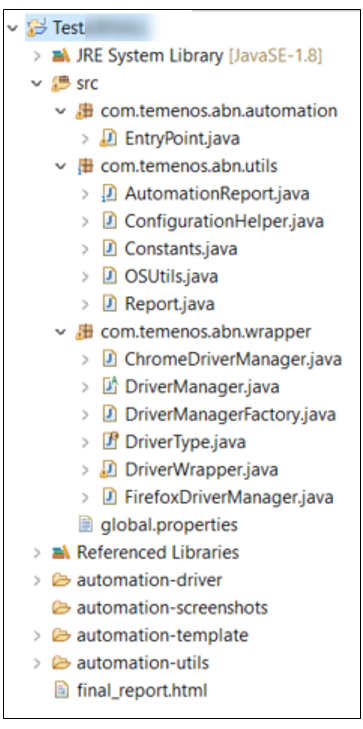 Test
JRE System Library [JavaSE-1.8]
src
com.temenos.abn.automation
EntryPoint.java
com.temenos.abn.utils
AutomationReport.java
ConfigurationHelper.java
Constants.java
OSUtils.java
Report.java
com.temenos.abn.wrapper
ChromeDriverManager.java
DriverManager.java
DriverManagerFactory.java
DriverType.java
DriverWrapper.java
FirefoxDriverManager.java
global.properties
Referenced Libraries
automation-driver
automation-screenshots
automation-template
automation-utils
final_report.html